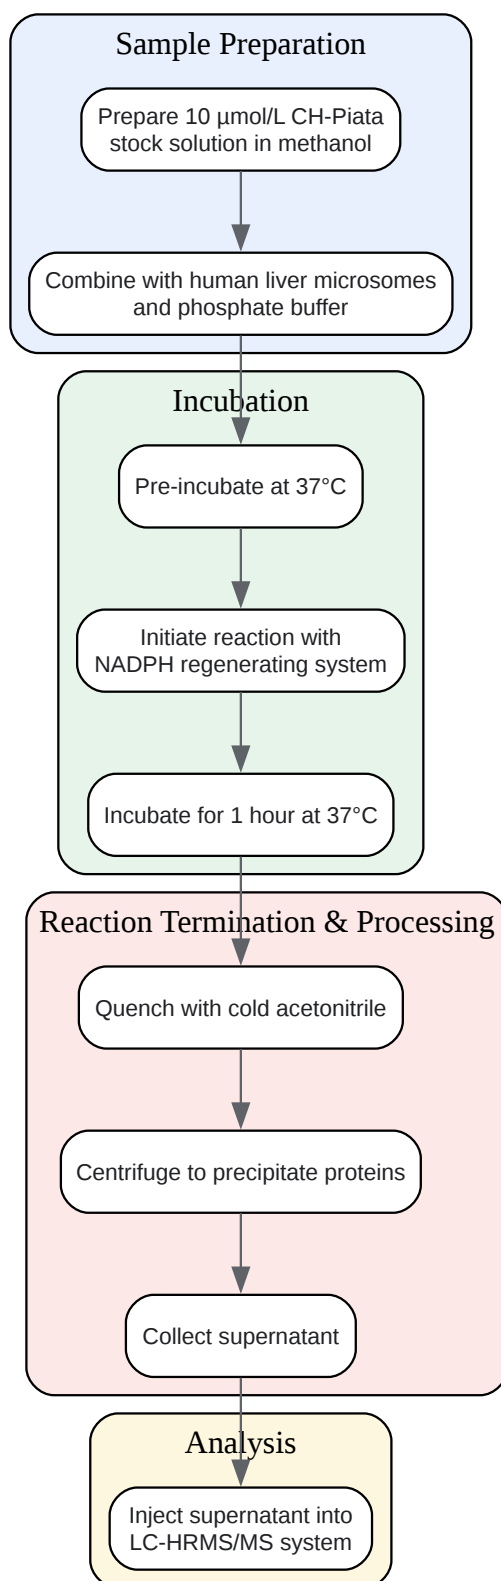 Sample Preparation
Prepare 10 µmol/L CH-Piata
stock solution in methanol
Combine with human liver microsomes
and phosphate buffer
Incubation
Pre-incubate at 37°C
Initiate reaction with
NADPH regenerating system
Incubate for 1 hour at 37°C
Reaction Termination & Processing
Quench with cold acetonitrile
Centrifuge to precipitate proteins
Collect supernatant
Analysis
Inject supernatant into
LC-HRMS/MS system